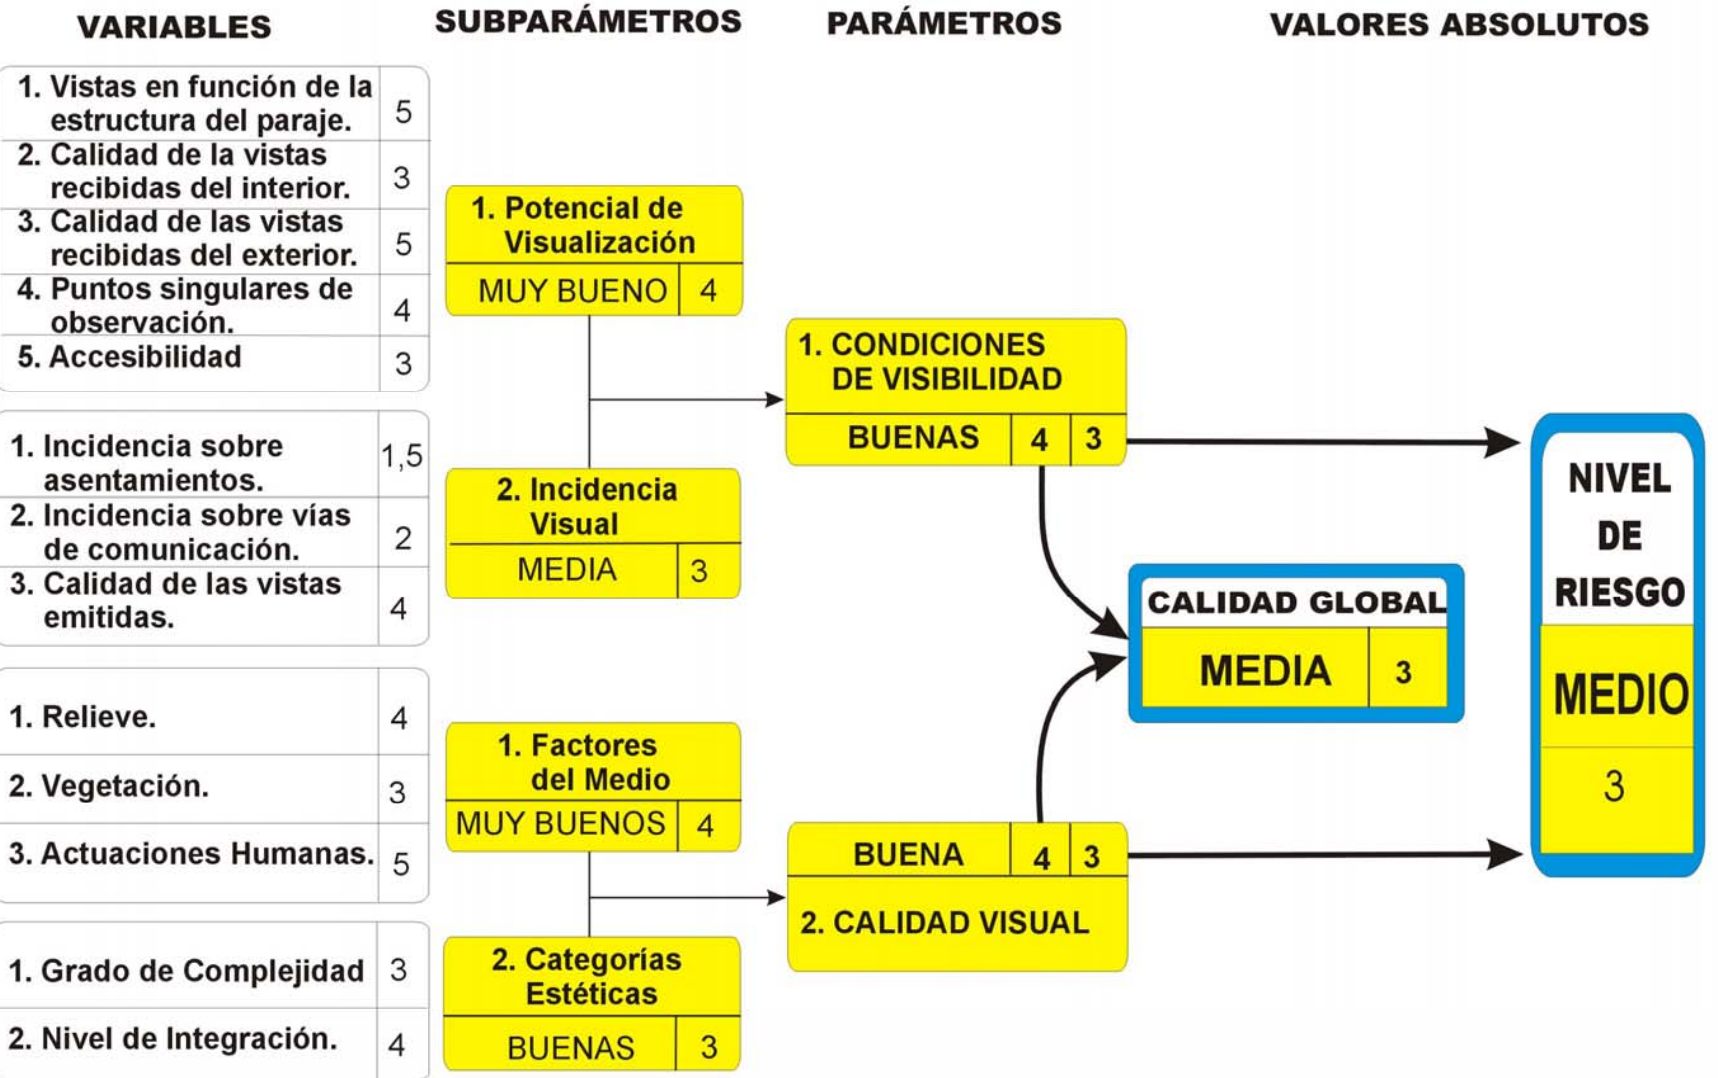 VARIABLES
SUBPARÁMETROS
PARÁMETROS
VALORES ABSOLUTOS
1. Vistas en función de la
estructura del paraje.
5
2. Calidad de la vistas
recibidas del interior.
3
3. Calidad de las vistas
recibidas del exterior.
5
4. Puntos singulares de
observación.
4
5. Accesibilidad
3
1. Incidencia sobre
asentamientos.
1,5
2. Incidencia sobre vías
de comunicación.
2
3. Calidad de las vistas
emitidas.
4
1. Relieve.
4
2. Vegetación.
3
3. Actuaciones Humanas.
5
1. Grado de Complejidad
3
2. Nivel de Integración.
4
1. Potencial de
Visualización
MUY BUENO 4
2. Incidencia
Visual
MEDIA 3
1. Factores
del Medio
MUY BUENOS 4
2. Categorías
Estéticas
BUENAS 3
1. CONDICIONES
DE VISIBILIDAD
BUENAS 4 3
BUENA 4 3
2. CALIDAD VISUAL
CALIDAD GLOBAL
MEDIA 3
NIVEL
DE
RIESGO
MEDIO
3